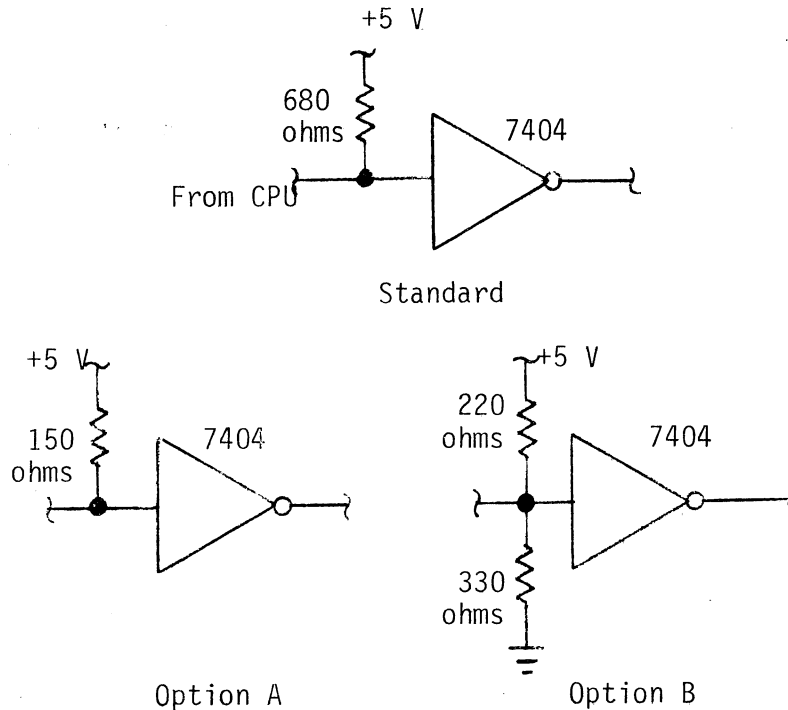 +5 V
680
ohms
7404
From CPU
Standard
+5 V
150
ohms
7404
Option A
+5 V
220
ohms
7404
330
ohms
Option B